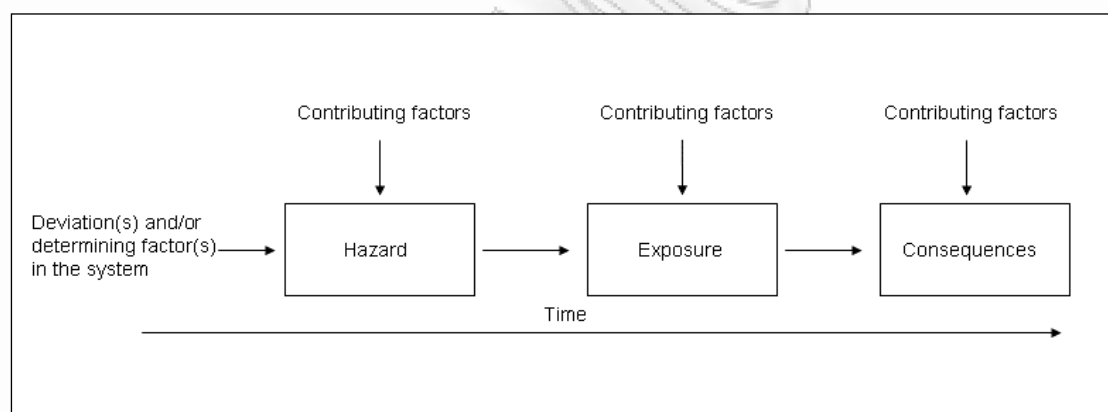 Contributing factors
Contributing factors
Contributing factors
Deviation(s) and/or
determining factor(s)
in the system
Hazard
Exposure
Consequences
Time